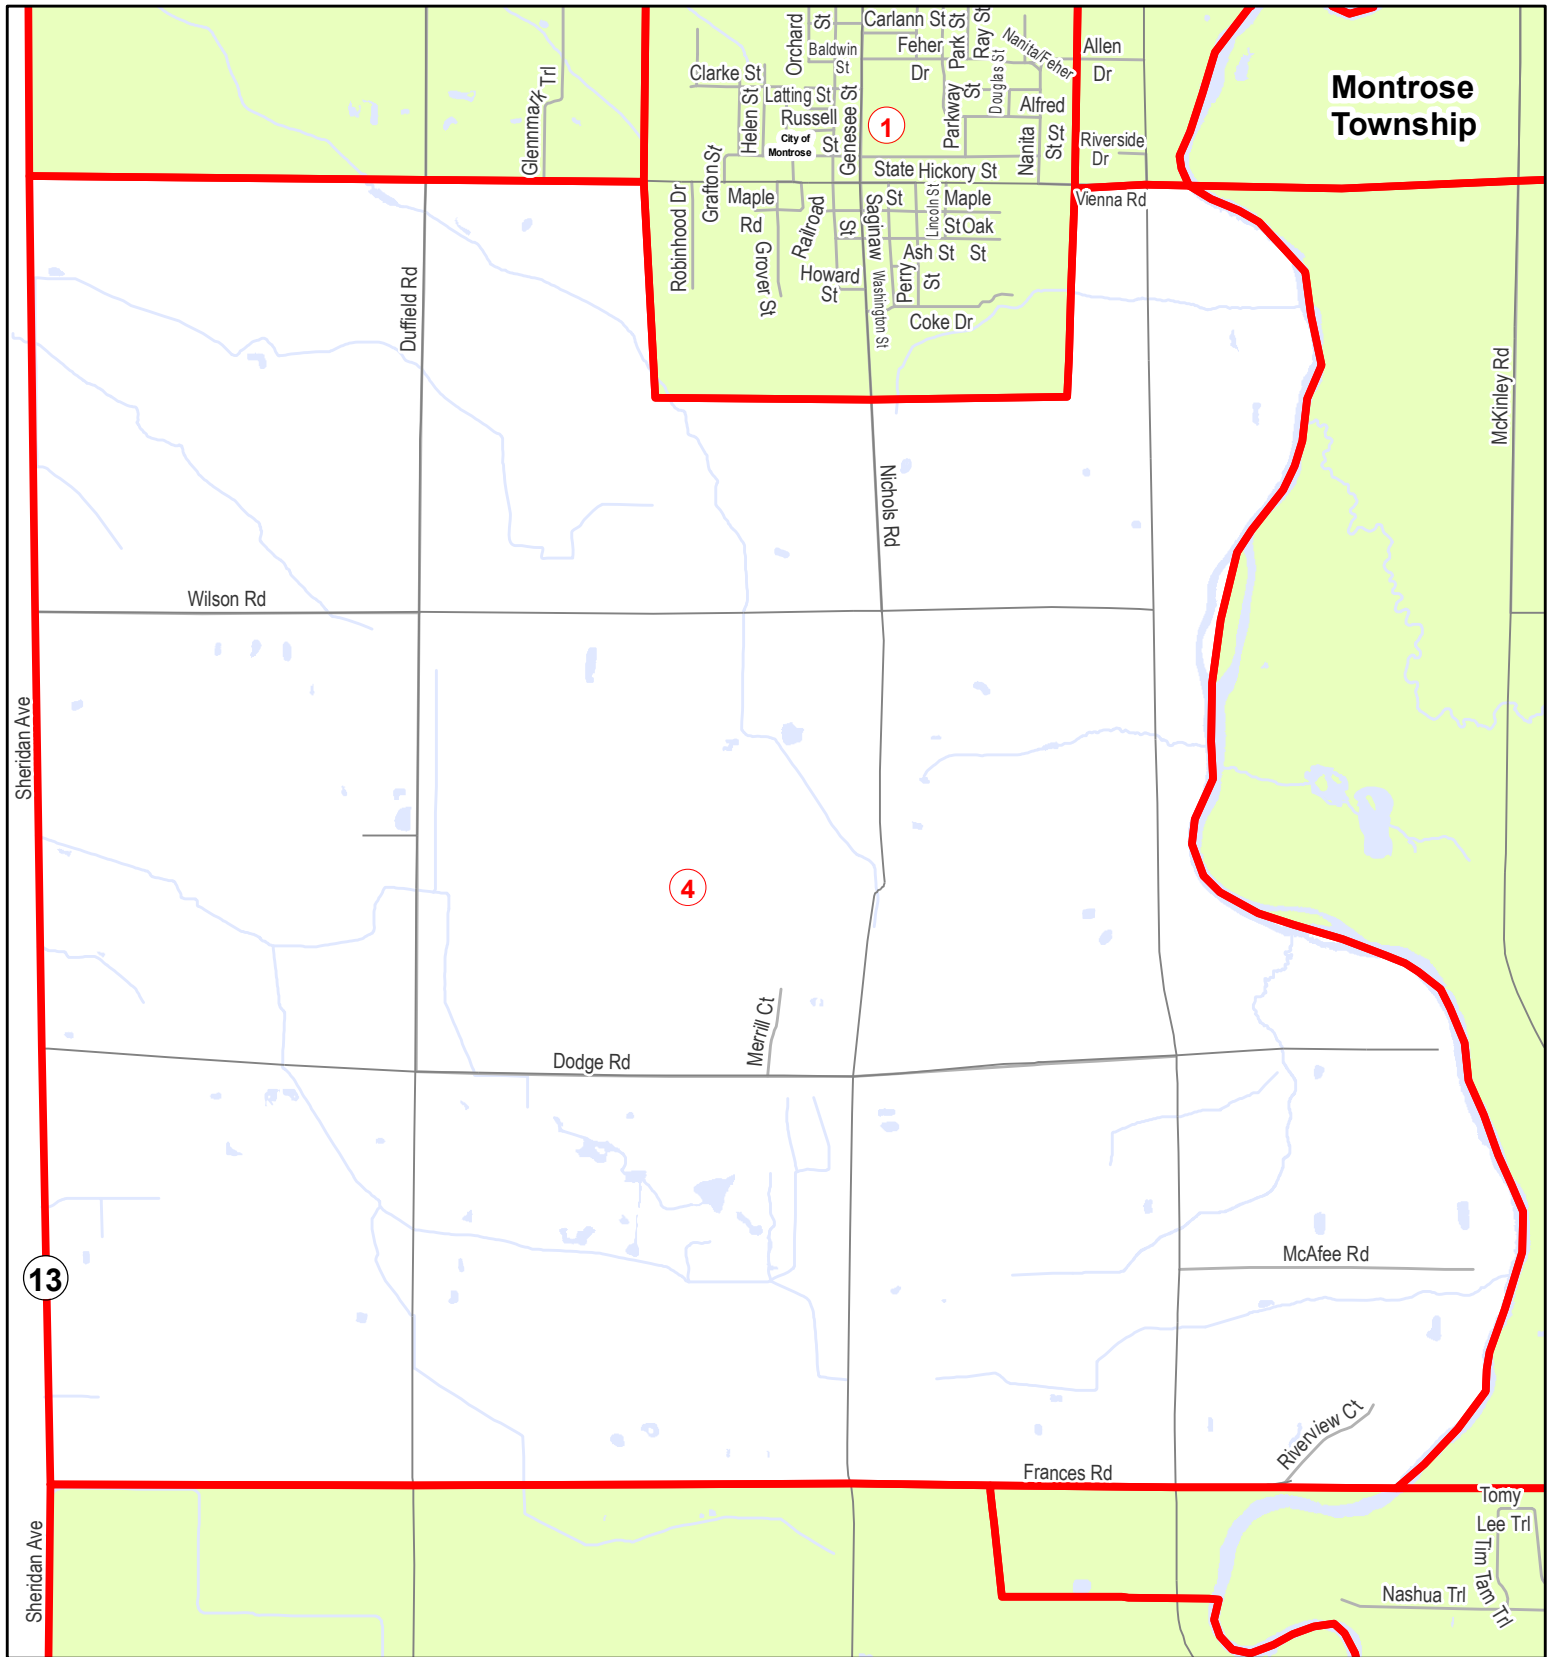 Carlann St
Park St
Ray St
Orchard
St
Baldwin
St
Feher
Dr
Nanita/Feher
Allen
Dr
Montrose
Township
Glennmark Trl
Clarke St
Helen St
Latting St
Russell
St
Genesee St
1
Parkway
St
Douglas St
Alfred
St
Nanita
St
Riverside
Dr
City of
Montrose
State
St
Hickory St
Vienna Rd
Grafton St
Robinhood Dr
Maple
Rd
Grover St
Railroad
St
Saginaw
Lincoln St
Maple
St
Oak
St
Ash St
Perry
St
Howard
St
Washington St
Coke Dr
Duffield Rd
McKinley Rd
Nichols Rd
Wilson Rd
Sheridan Ave
4
Merrill Ct
Dodge Rd
McAfee Rd
13
Riverview Ct
Frances Rd
Tomy
Lee Trl
Tim Tam Trl
Nashua Trl
Sheridan Ave